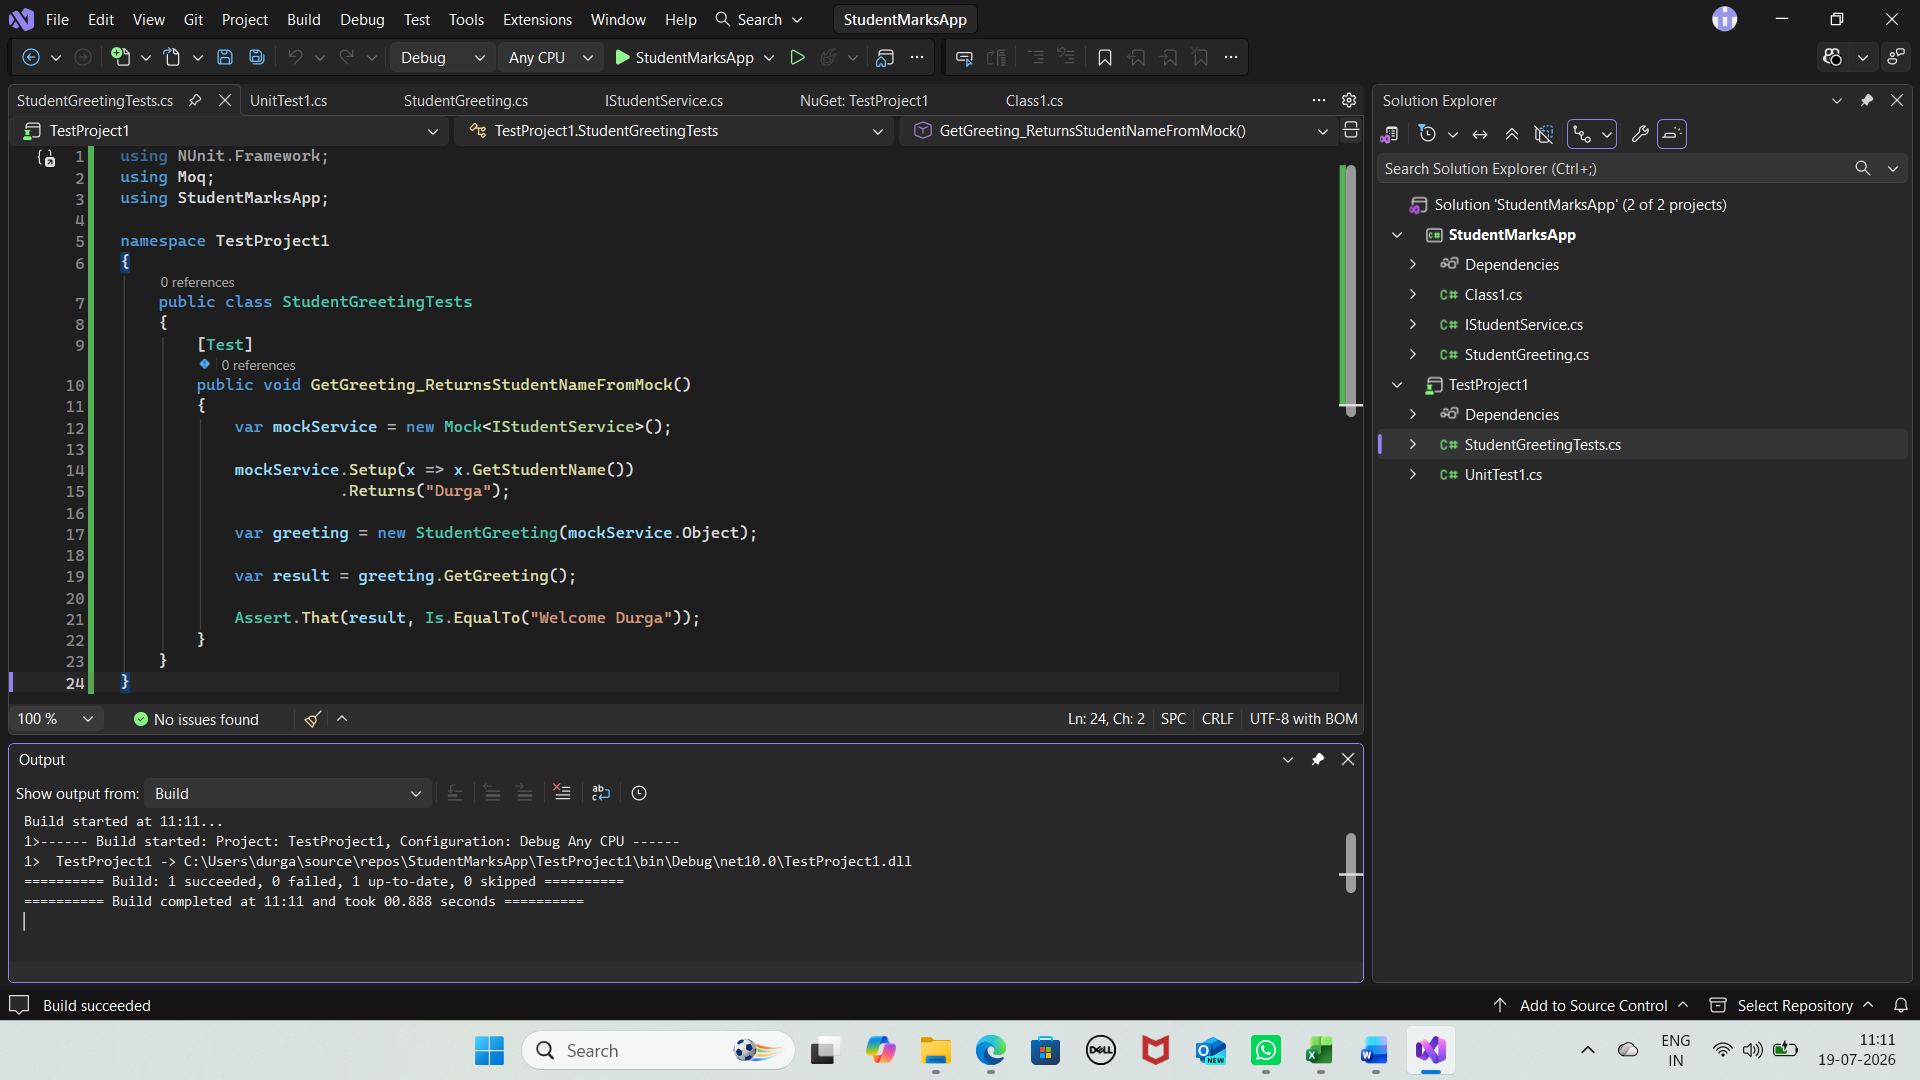 File Edit View Git Project Build Debug Test Tools Extensions Window Help Search StudentMarksApp
Debug Any CPU StudentMarksApp
StudentGreetingTests.cs UnitTest1.cs StudentGreeting.cs IStudentService.cs NuGet: TestProject1 Class1.cs
TestProject1 TestProject1.StudentGreetingTests GetGreeting_ReturnsStudentNameFromMock()
1 using NUnit.Framework;
2 using Moq;
3 using StudentMarksApp;
4
5 namespace TestProject1
6 {
0 references
7 public class StudentGreetingTests
8 {
9 [Test]
0 references
10 public void GetGreeting_ReturnsStudentNameFromMock()
11 {
12 var mockService = new Mock<IStudentService>();
13
14 mockService.Setup(x => x.GetStudentName())
15 .Returns("Durga");
16
17 var greeting = new StudentGreeting(mockService.Object);
18
19 var result = greeting.GetGreeting();
20
21 Assert.That(result, Is.EqualTo("Welcome Durga"));
22 }
23 }
24 }
100 % No issues found Ln: 24, Ch: 2 SPC CRLF UTF-8 with BOM
Output
Show output from: Build
Build started at 11:11...
1>------ Build started: Project: TestProject1, Configuration: Debug Any CPU ------
1>  TestProject1 -> C:\Users\durga\source\repos\StudentMarksApp\TestProject1\bin\Debug\net10.0\TestProject1.dll
========== Build: 1 succeeded, 0 failed, 1 up-to-date, 0 skipped ==========
========== Build completed at 11:11 and took 00.888 seconds ==========
Solution Explorer
Search Solution Explorer (Ctrl+;)
Solution 'StudentMarksApp' (2 of 2 projects)
StudentMarksApp
Dependencies
C# Class1.cs
C# IStudentService.cs
C# StudentGreeting.cs
TestProject1
Dependencies
C# StudentGreetingTests.cs
C# UnitTest1.cs
Build succeeded Add to Source Control Select Repository
Search DELL NEW ENG IN 11:11
19-07-2026